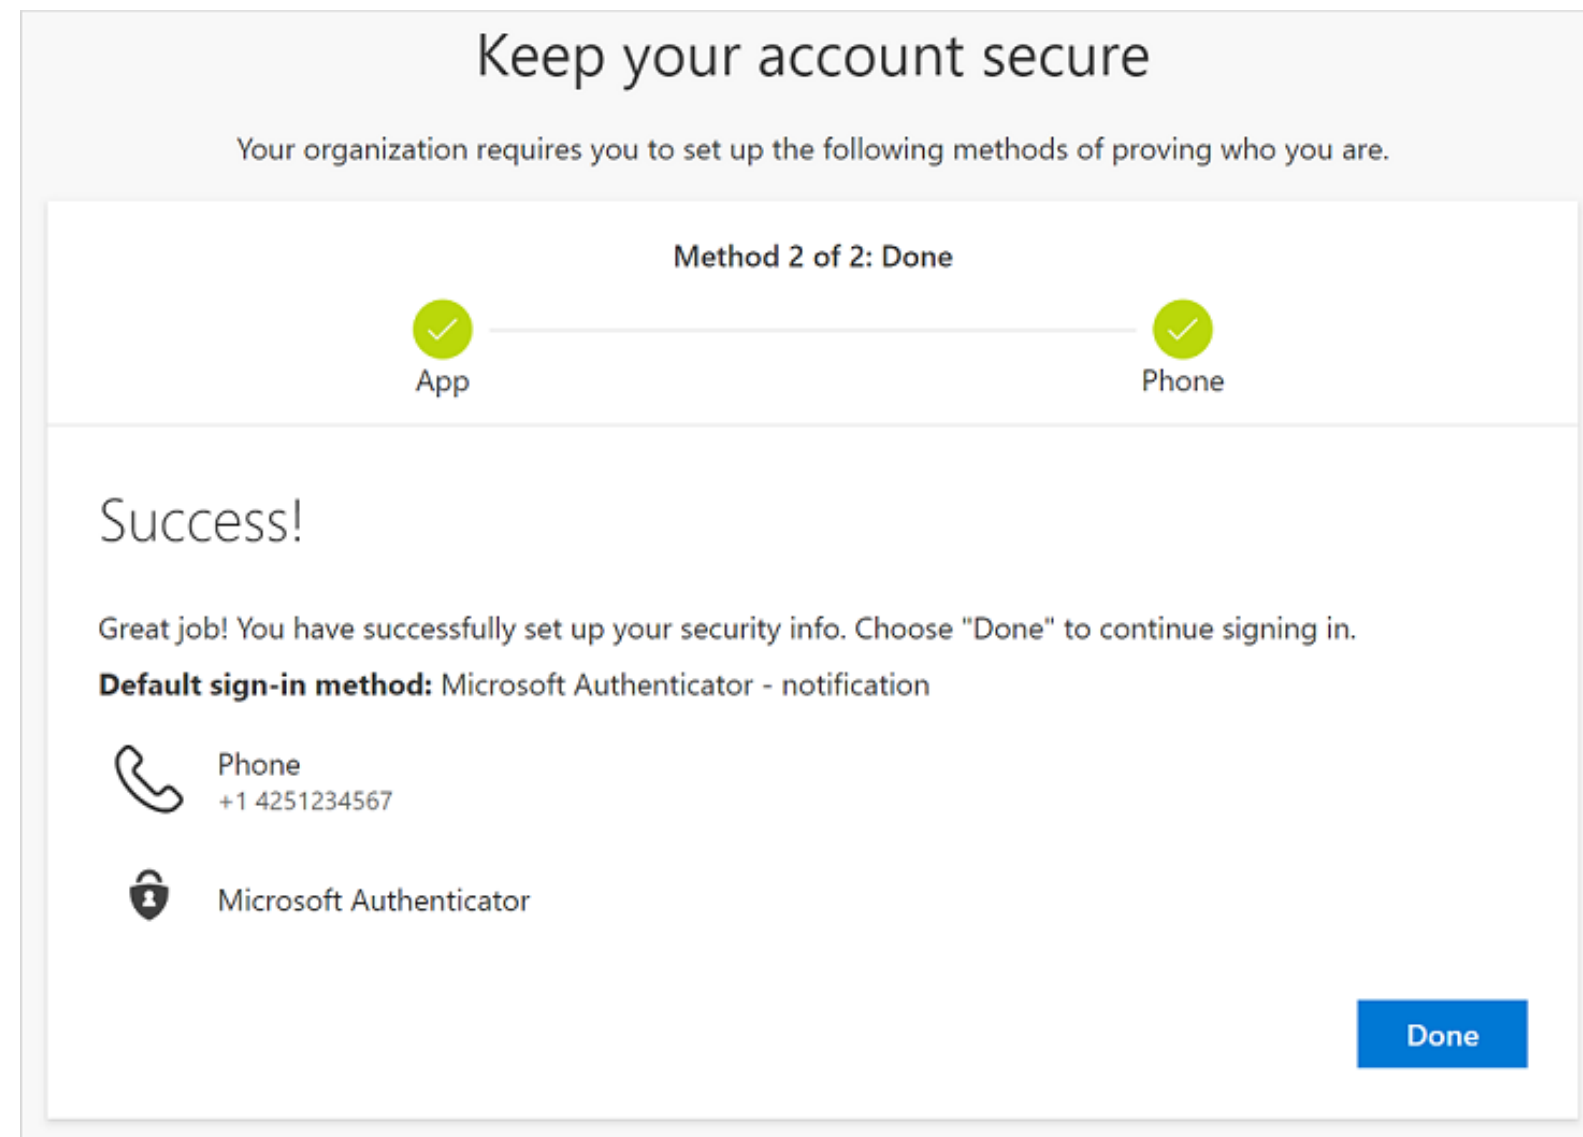 Keep your account secure
Your organization requires you to set up the following methods of proving who you are.
Method 2 of 2: Done
App
Phone
Success!
Great job! You have successfully set up your security info. Choose "Done" to continue signing in.
Default sign-in method: Microsoft Authenticator - notification
Phone
+1 4251234567
Microsoft Authenticator
Done